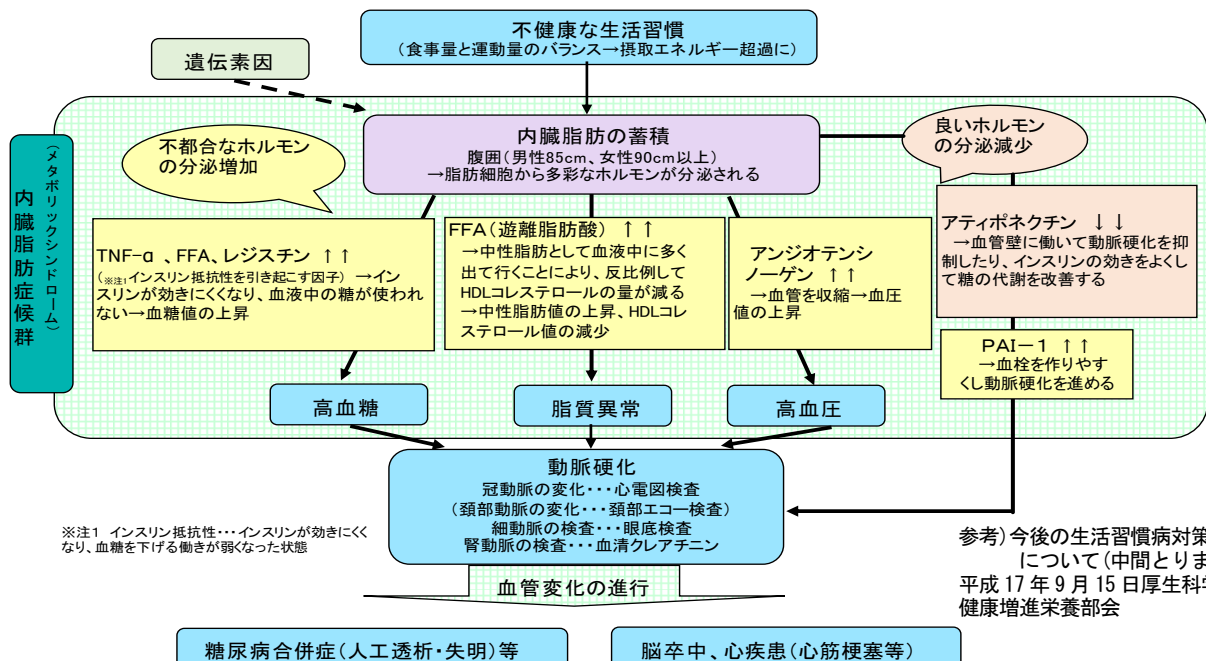 不健康な生活習慣
（食事量と運動量のバランス→摂取エネルギー超過に）
遺伝素因
内臓脂肪症候群
（メタボリックシンドローム）
不都合なホルモン
の分泌増加
内臓脂肪の蓄積
腹囲（男性85cm、女性90cm以上）
→脂肪細胞から多彩なホルモンが分泌される
良いホルモン
の分泌減少
TNF-α 、FFA、レジスチン ↑↑
（※注1インスリン抵抗性を引き起こす因子） →イン
スリンが効きにくくなり、血液中の糖が使われ
ない→血糖値の上昇
FFA（遊離脂肪酸） ↑↑
→中性脂肪として血液中に多く
出て行くことにより、反比例して
HDLコレステロールの量が減る
→中性脂肪値の上昇、HDLコレ
ステロール値の減少
アンジオテンシ
ノーゲン ↑↑
→血管を収縮→血圧
値の上昇
アティポネクチン ↓↓
→血管壁に働いて動脈硬化を抑
制したり、インスリンの効きをよくし
て糖の代謝を改善する
PAI－1 ↑↑
→血栓を作りやす
くし動脈硬化を進める
高血糖
脂質異常
高血圧
動脈硬化
冠動脈の変化・・・心電図検査
（頚部動脈の変化・・・頚部エコー検査）
細動脈の検査・・・眼底検査
腎動脈の検査・・・血清クレアチニン
※注1 インスリン抵抗性・・・インスリンが効きにくく
なり、血糖を下げる働きが弱くなった状態
参考）今後の生活習慣病対策
について（中間とりま
平成17年9月15日厚生科学
健康増進栄養部会
血管変化の進行
糖尿病合併症（人工透析・失明）等
脳卒中、心疾患（心筋梗塞等）